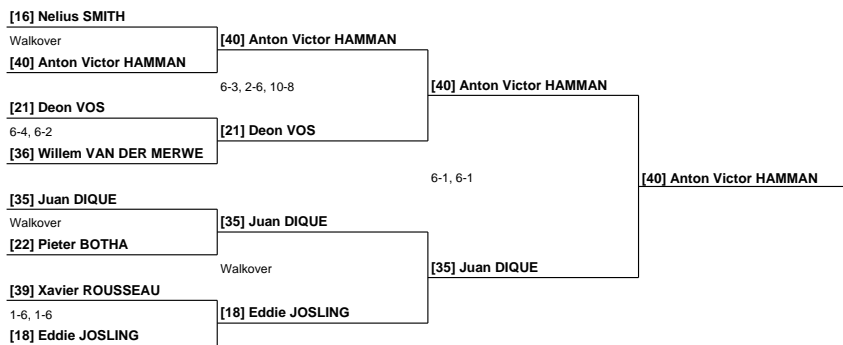 [16] Nelius SMITH
Walkover
[40] Anton Victor HAMMAN
[40] Anton Victor HAMMAN
6-3, 2-6, 10-8
[40] Anton Victor HAMMAN
[21] Deon VOS
6-4, 6-2
[21] Deon VOS
[36] Willem VAN DER MERWE
6-1, 6-1
[40] Anton Victor HAMMAN
[35] Juan DIQUE
Walkover
[35] Juan DIQUE
[22] Pieter BOTHA
Walkover
[35] Juan DIQUE
[39] Xavier ROUSSEAU
1-6, 1-6
[18] Eddie JOSLING
[18] Eddie JOSLING